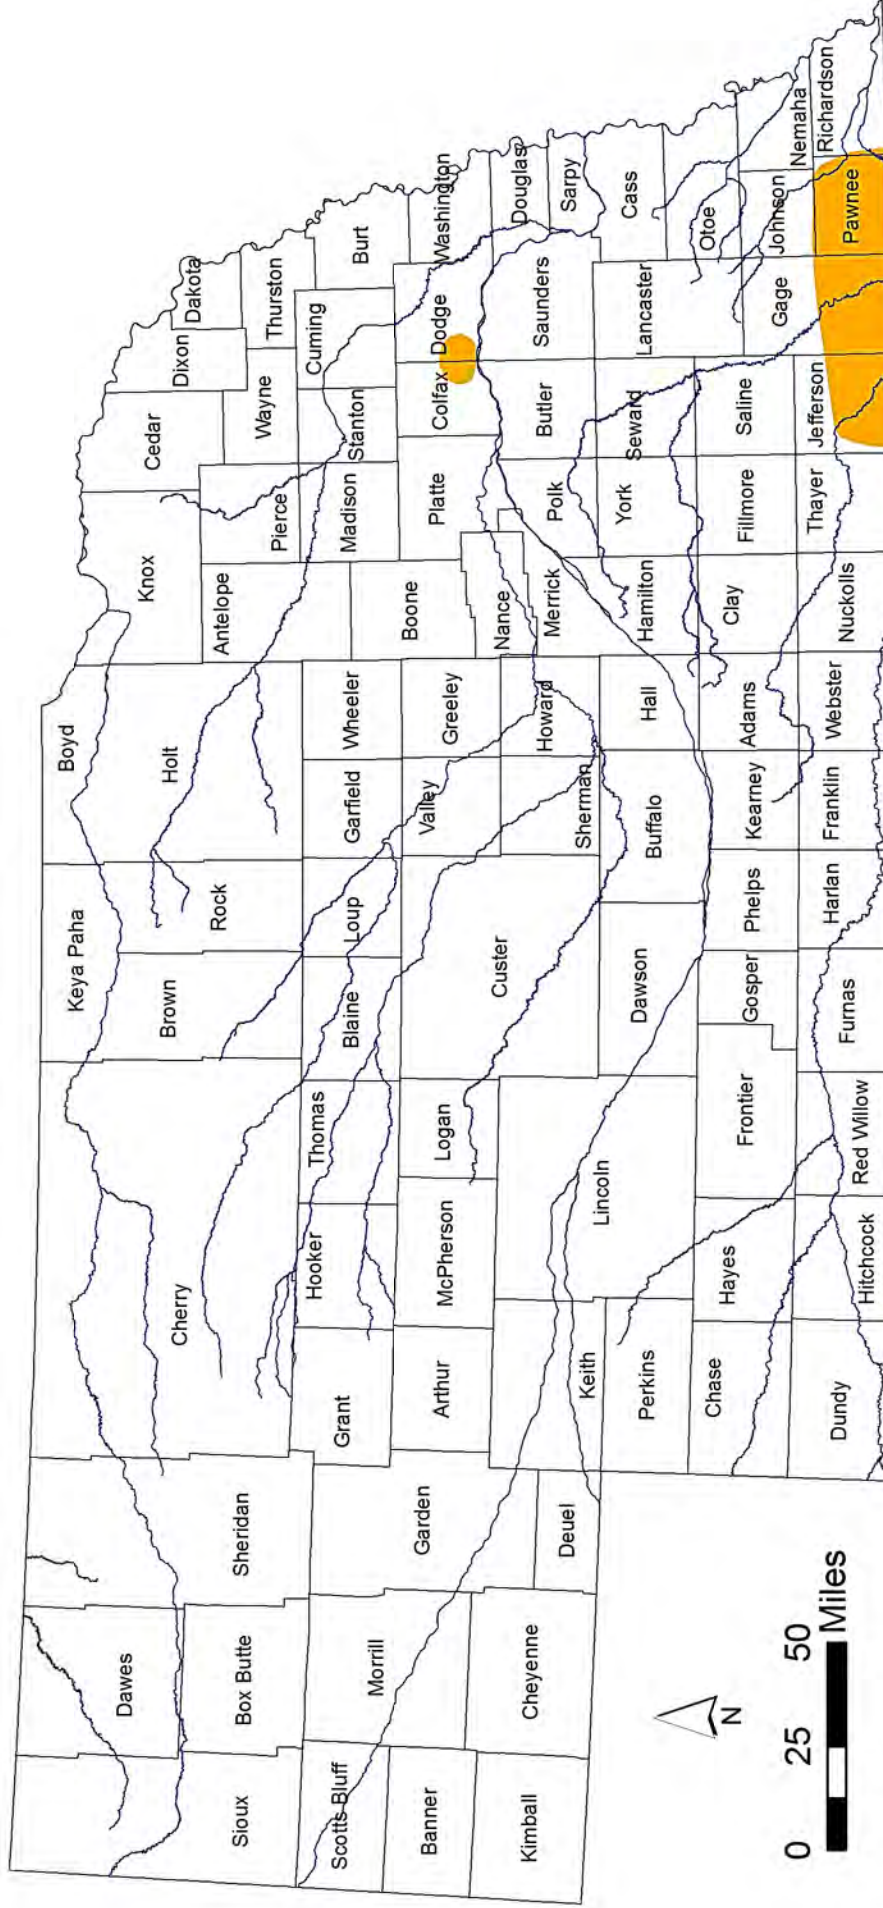 Sioux
Dawes
Sheridan
Cherry
Keya Paha
Boyd
Box Butte
Brown
Rock
Holt
Knox
Cedar
Dixon
Dakota
Antelope
Pierce
Wayne
Thurston
Scotts Bluff
Morrill
Garden
Grant
Hooker
Thomas
Blaine
Loup
Garfield
Wheeler
Boone
Madison
Stanton
Cuming
Burt
Banner
Arthur
McPherson
Logan
Custer
Valley
Greeley
Nance
Platte
Colfax
Dodge
Washington
Kimball
Cheyenne
Deuel
Keith
Lincoln
Sherman
Howard
Merrick
Polk
Butler
Saunders
Douglas
Sarpy
Perkins
Dawson
Buffalo
Hall
Hamilton
York
Seward
Lancaster
Cass
Otoe
Chase
Hayes
Frontier
Gosper
Phelps
Kearney
Adams
Clay
Fillmore
Saline
Gage
Johnson
Nemaha
Dundy
Hitchcock
Red Willow
Furnas
Harlan
Franklin
Webster
Nuckolls
Thayer
Jefferson
Pawnee
Richardson
N
0
25
50
Miles